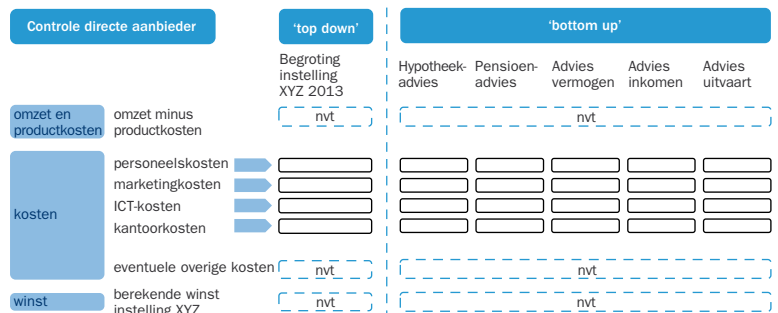 Controle directe aanbieder
‘top down’
‘bottom up’
Begroting
instelling
XYZ 2013
Hypotheek-
advies
Pensioen-
advies
Advies
vermogen
Advies
inkomen
Advies
uitvaart
omzet en
productkosten
omzet minus
productkosten
nvt
nvt
kosten
personeelskosten
marketingkosten
ICT-kosten
kantoorkosten
eventuele overige kosten
nvt
nvt
winst
berekende winst
instelling XYZ
nvt
nvt